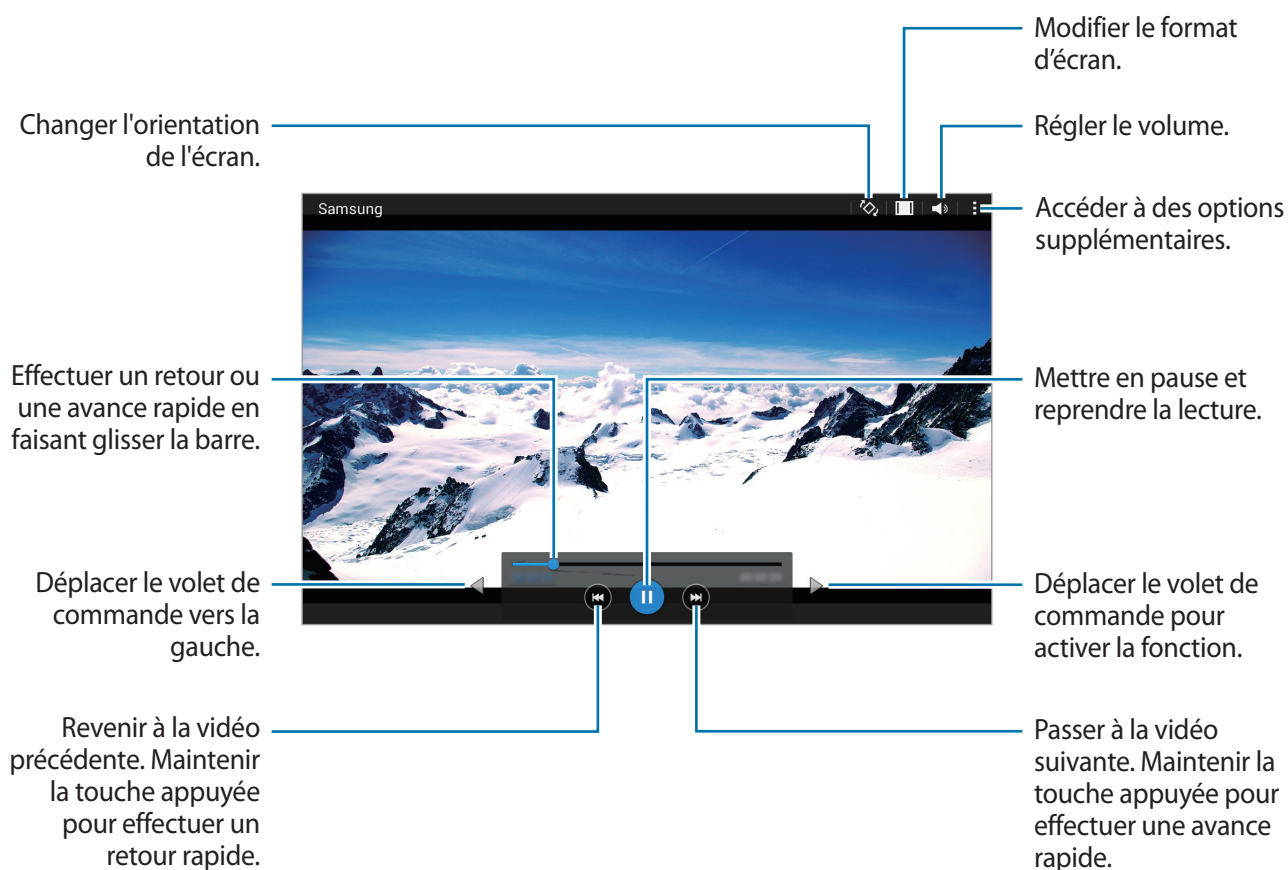 Modifier le format
d’écran.
Changer l'orientation
de l'écran.
Régler le volume.
Samsung
Accéder à des options
supplémentaires.
Effectuer un retour ou
une avance rapide en
faisant glisser la barre.
Mettre en pause et
reprendre la lecture.
Déplacer le volet de
commande vers la
gauche.
Déplacer le volet de
commande pour
activer la fonction.
Revenir à la vidéo
précédente. Maintenir
la touche appuyée
pour effectuer un
retour rapide.
Passer à la vidéo
suivante. Maintenir la
touche appuyée pour
effectuer une avance
rapide.